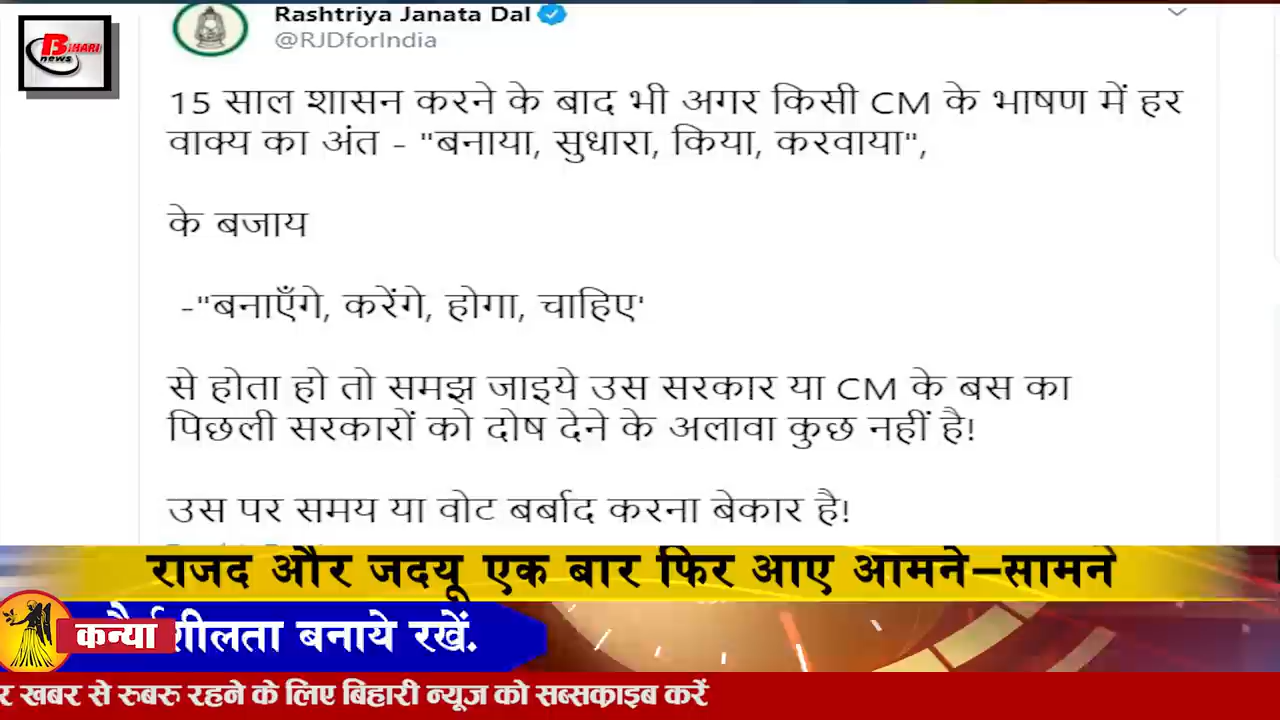 Rashtriya Janata Dal
@RJDforIndia
BIHARI
news
15 साल शासन करने के बाद भी अगर किसी CM के भाषण में हर
वाक्य का अंत - "बनाया, सुधारा, किया, करवाया",
के बजाय
-"बनाएँगे, करेंगे, होगा, चाहिए'
से होता हो तो समझ जाइये उस सरकार या CM के बस का
पिछली सरकारों को दोष देने के अलावा कुछ नहीं है!
उस पर समय या वोट बर्बाद करना बेकार है!
राजद और जदयू एक बार फिर आए आमने-सामने
कन्या
शीलता बनाये रखें.
र खबर से रुबरु रहने के लिए बिहारी न्यूज को सब्सक्राइब करें